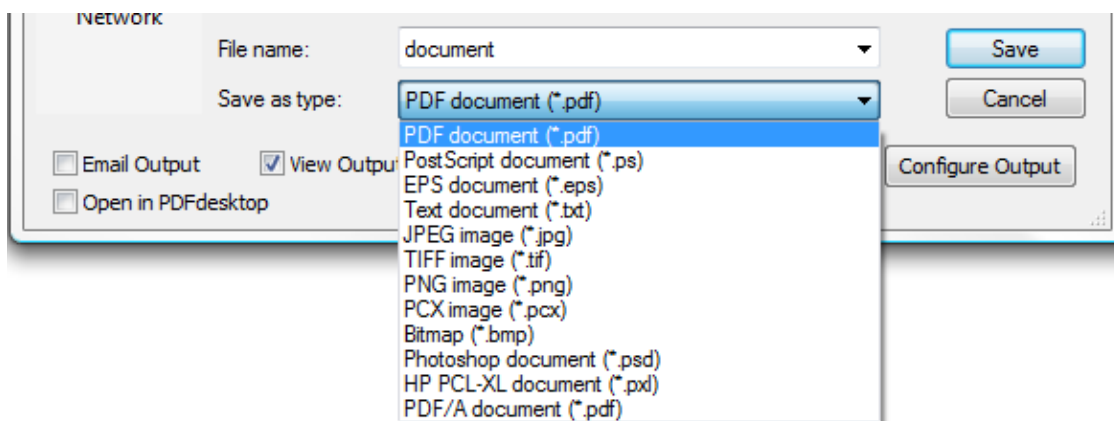 Network
File name: document Save
Save as type: PDF document (*.pdf) Cancel
PDF document (*.pdf)
Email Output View Outpu PostScript document (*.ps) Configure Output
EPS document (*.eps)
Open in PDFdesktop Text document (*.txt)
JPEG image (*.jpg)
TIFF image (*.tif)
PNG image (*.png)
PCX image (*.pcx)
Bitmap (*.bmp)
Photoshop document (*.psd)
HP PCL-XL document (*.pxl)
PDF/A document (*.pdf)